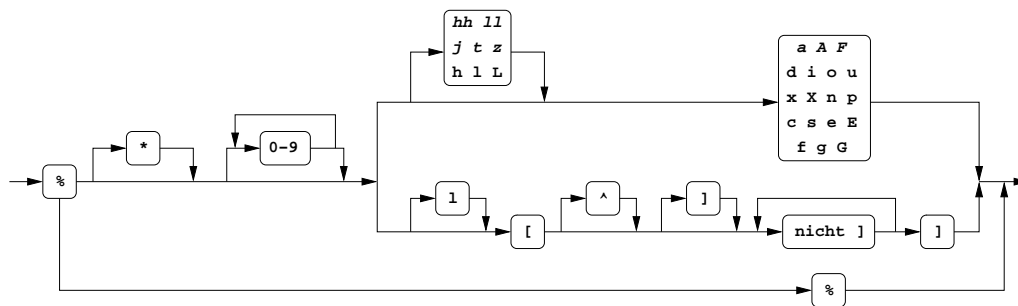 hh ll
j t z
h l L
a A F
d i o u
x X n p
c s e E
f g G
*
0-9
%
l
^
]
[
nicht ]
]
%